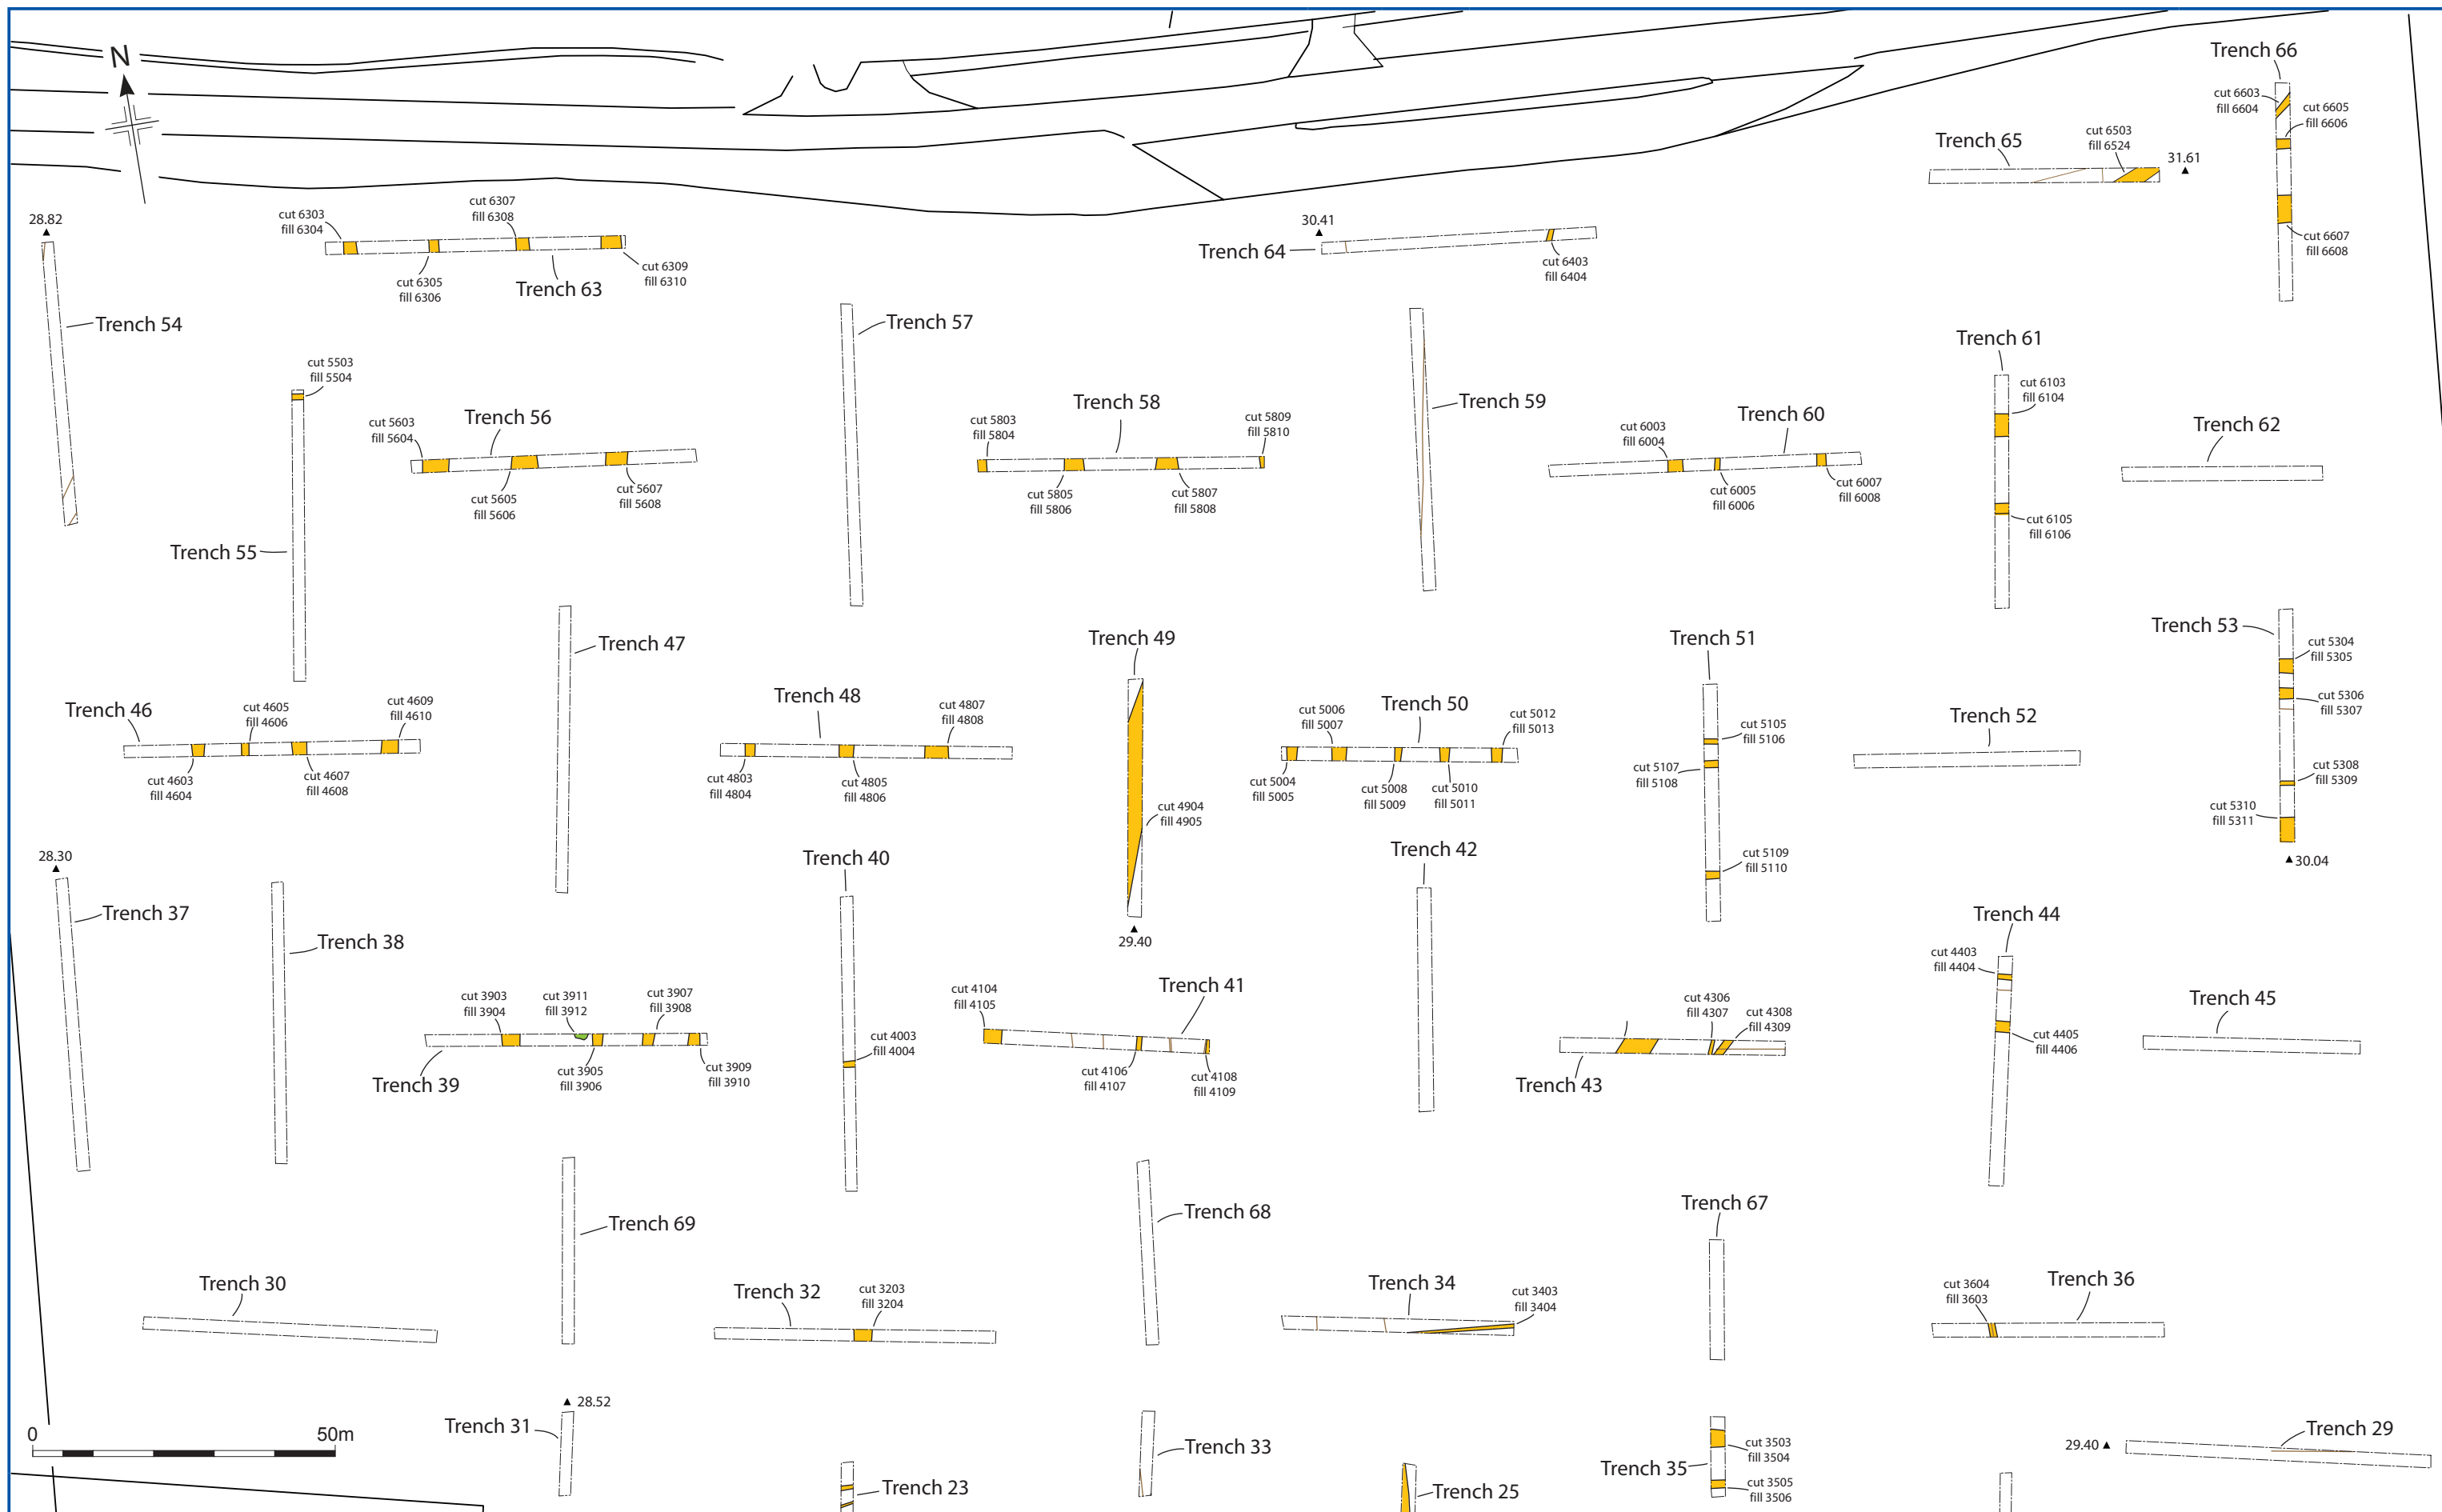 N
Trench 66
cut 6603
fill 6604
cut 6605
fill 6606
cut 6607
fill 6608
Trench 65
cut 6503
fill 6524
31.61
28.82
cut 6303
fill 6304
cut 6307
fill 6308
cut 6305
fill 6306
Trench 63
cut 6309
fill 6310
30.41
Trench 64
cut 6403
fill 6404
Trench 54
Trench 57
Trench 61
cut 6103
fill 6104
cut 6105
fill 6106
cut 5503
fill 5504
Trench 55
cut 5603
fill 5604
Trench 56
cut 5605
fill 5606
cut 5607
fill 5608
cut 5803
fill 5804
Trench 58
cut 5809
fill 5810
cut 5805
fill 5806
cut 5807
fill 5808
Trench 59
cut 6003
fill 6004
Trench 60
cut 6005
fill 6006
cut 6007
fill 6008
Trench 62
Trench 47
Trench 49
Trench 51
Trench 53
cut 5304
fill 5305
cut 5306
fill 5307
cut 5308
fill 5309
cut 5310
fill 5311
30.04
Trench 46
cut 4605
fill 4606
cut 4609
fill 4610
cut 4603
fill 4604
cut 4607
fill 4608
Trench 48
cut 4807
fill 4808
cut 4803
fill 4804
cut 4805
fill 4806
cut 4904
fill 4905
29.40
cut 5006
fill 5007
Trench 50
cut 5012
fill 5013
cut 5004
fill 5005
cut 5008
fill 5009
cut 5010
fill 5011
cut 5105
fill 5106
cut 5107
fill 5108
cut 5109
fill 5110
Trench 52
28.30
Trench 37
Trench 38
Trench 40
cut 4003
fill 4004
Trench 42
Trench 44
cut 4403
fill 4404
cut 4405
fill 4406
cut 3903
fill 3904
cut 3911
fill 3912
cut 3907
fill 3908
Trench 39
cut 3905
fill 3906
cut 3909
fill 3910
cut 4104
fill 4105
Trench 41
cut 4106
fill 4107
cut 4108
fill 4109
cut 4306
fill 4307
cut 4308
fill 4309
Trench 43
Trench 45
Trench 69
Trench 68
Trench 67
Trench 30
Trench 32
cut 3203
fill 3204
Trench 34
cut 3403
fill 3404
cut 3604
fill 3603
Trench 36
28.52
Trench 31
0
50m
Trench 23
Trench 33
Trench 25
Trench 35
cut 3503
fill 3504
cut 3505
fill 3506
29.40
Trench 29